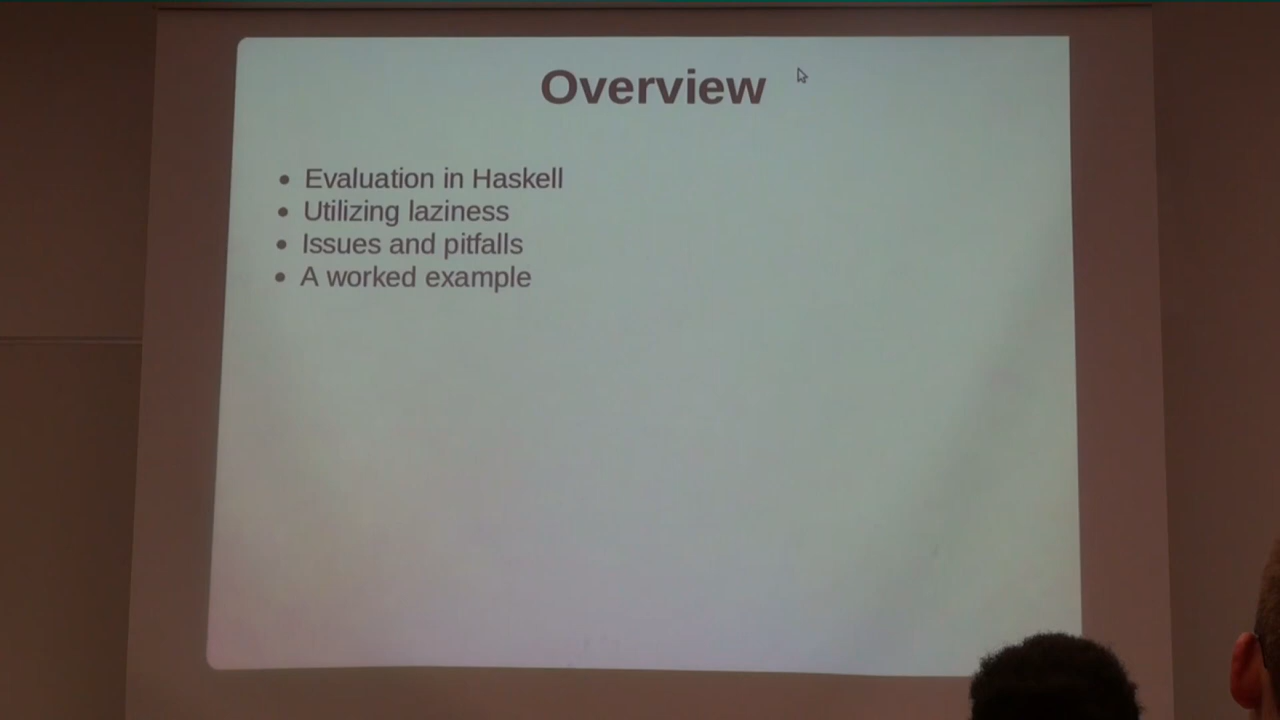 Overview
• Evaluation in Haskell
• Utilizing laziness
• Issues and pitfalls
• A worked example